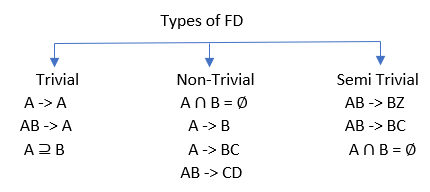 Types of FD
Trivial
A -> A
AB -> A
A ⊇ B
Non-Trivial
A ∩ B = Ø
A -> B
A -> BC
AB -> CD
Semi Trivial
AB -> BZ
AB -> BC
A ∩ B = Ø